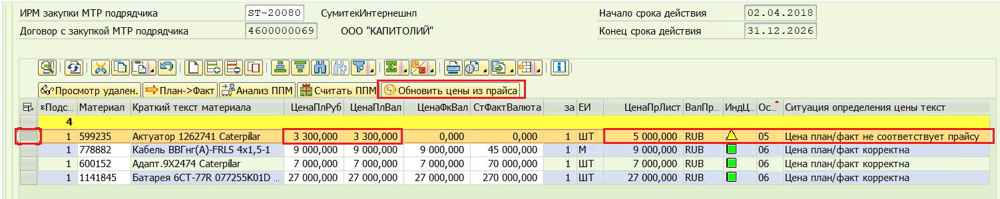 ИРМ закупки МТР подрядчика ST-20080 СумитекИнтернешнл Начало срока действия 02.04.2018
Договор с закупкой МТР подрядчика 4600000069 ООО "КАПИТОЛИЙ" Конец срока действия 31.12.2026
Просмотр удален. План->Факт Анализ ППМ Считать ППМ Обновить цены из прайса
ΣПодс... Материал Краткий текст материала ЦенаПлРуб ЦенаПлВал ЦенаФкВал СтФактВалюта за ЕИ ЦенаПрЛист ВалПр... ИндЦ... Ос... Ситуация определения цены текст
4
1 599235 Актуатор 1262741 Caterpillar 3 300,000 3 300,000 0,000 0,000 1 ШТ 5 000,000 RUB 05 Цена план/факт не соответствует прайсу
1 778882 Кабель ВВГнг(А)-FRLS 4х1,5-1 9 000,000 9 000,000 9 000,000 45 000,000 1 М 9 000,000 RUB 06 Цена план/факт корректна
1 600152 Адапт.9X2474 Caterpillar 7 000,000 7 000,000 7 000,000 70 000,000 1 ШТ 7 000,000 RUB 06 Цена план/факт корректна
1 1141845 Батарея 6СТ-77R 077255K01D ... 27 000,000 27 000,000 27 000,000 270 000,000 1 ШТ 27 000,000 RUB 06 Цена план/факт корректна